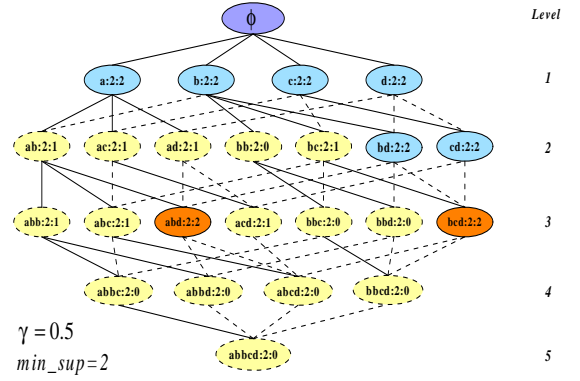 ϕ Level
a:2:2 b:2:2 c:2:2 d:2:2 1
ab:2:1 ac:2:1 ad:2:1 bb:2:0 bc:2:1 bd:2:2 cd:2:2 2
abb:2:1 abc:2:1 abd:2:2 acd:2:1 bbc:2:0 bbd:2:0 bcd:2:2 3
abbc:2:0 abbd:2:0 abcd:2:0 bbcd:2:0 4
γ = 0.5
abbcd:2:0 5
min_sup=2